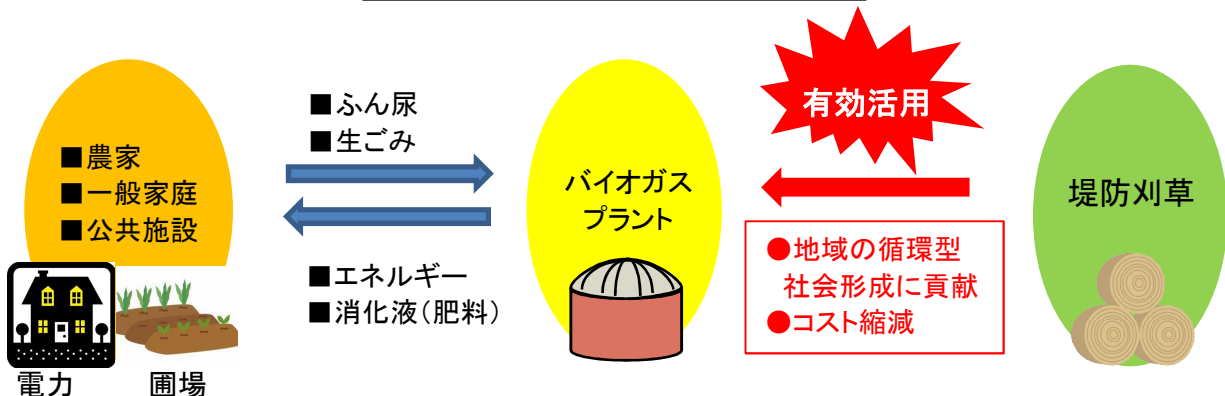 ■農家
■一般家庭
■公共施設
電力
圃場
■ふん尿
■生ごみ
■エネルギー
■消化液(肥料)
バイオガス
プラント
有効活用
●地域の循環型
社会形成に貢献
●コスト縮減
堤防刈草